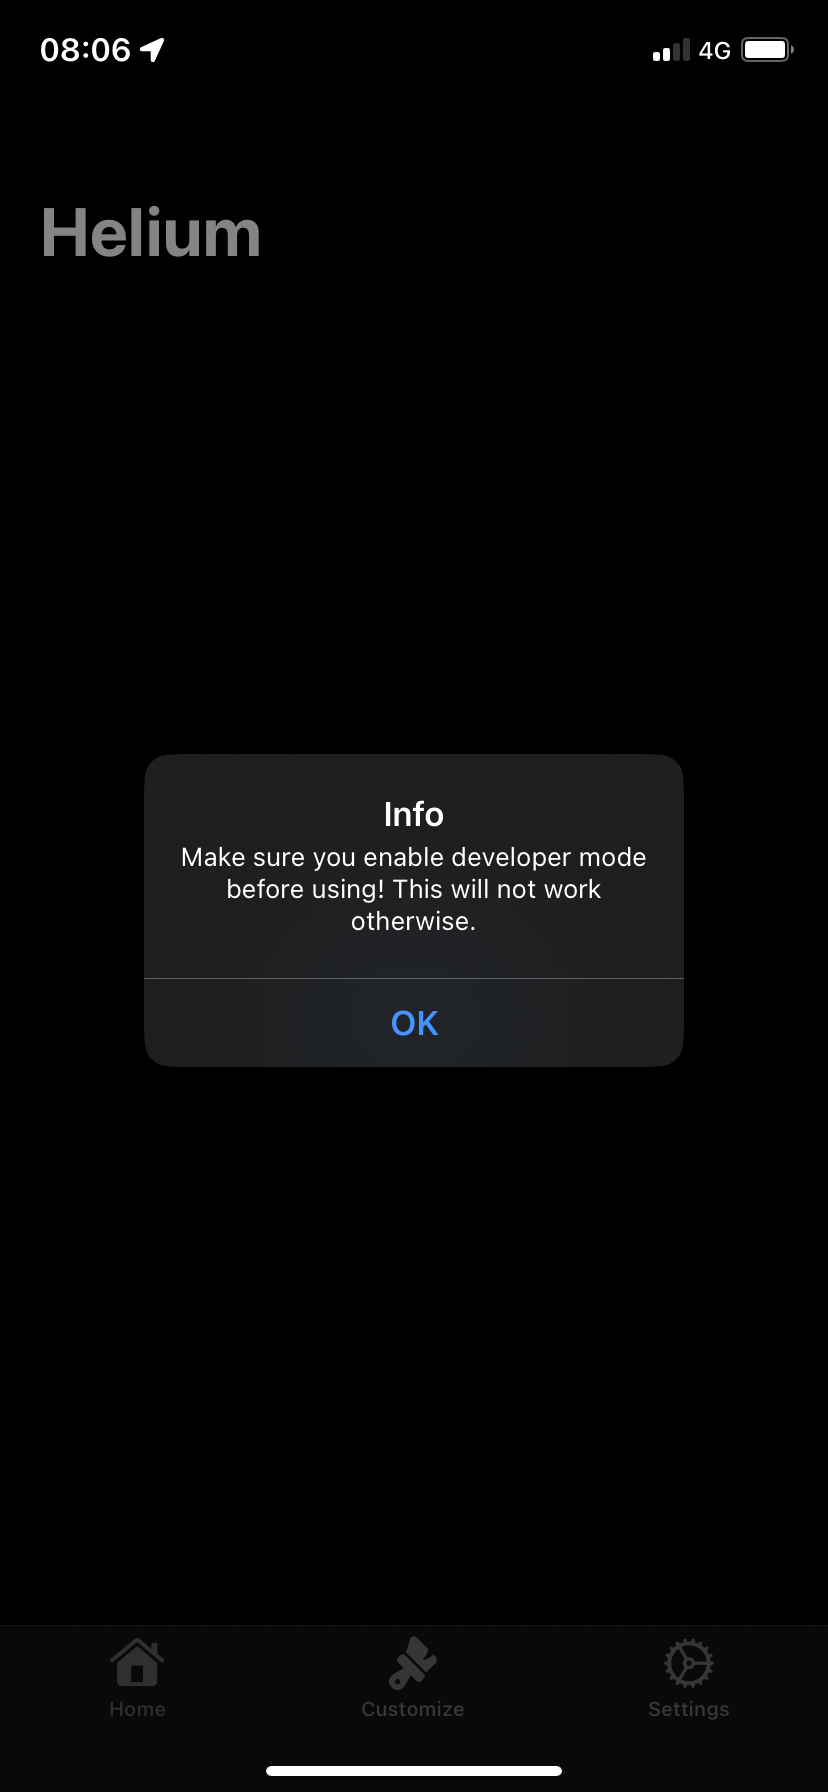 08:06
4G
Helium
Info
Make sure you enable developer mode
before using! This will not work
otherwise.
OK
Home
Customize
Settings